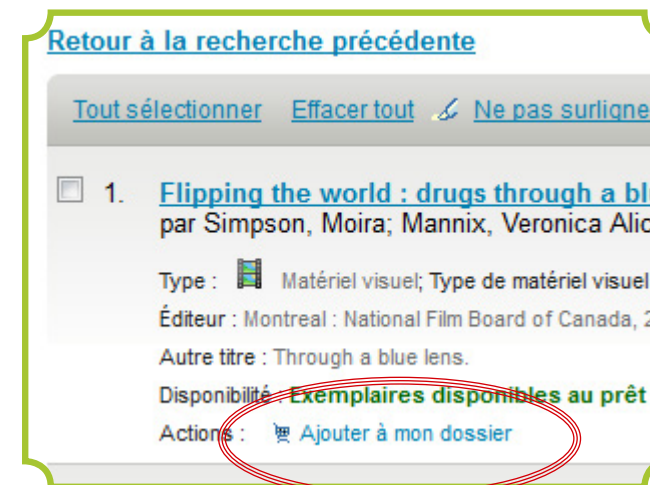 Retour à la recherche précédente
Tout sélectionner Effacer tout Ne pas surligne
1. Flipping the world : drugs through a bl
par Simpson, Moira; Mannix, Veronica Alic
Type : Matériel visuel; Type de matériel visuel
Éditeur : Montreal : National Film Board of Canada, 2
Autre titre : Through a blue lens.
Disponibilité : Exemplaires disponibles au prêt
Actions : Ajouter à mon dossier